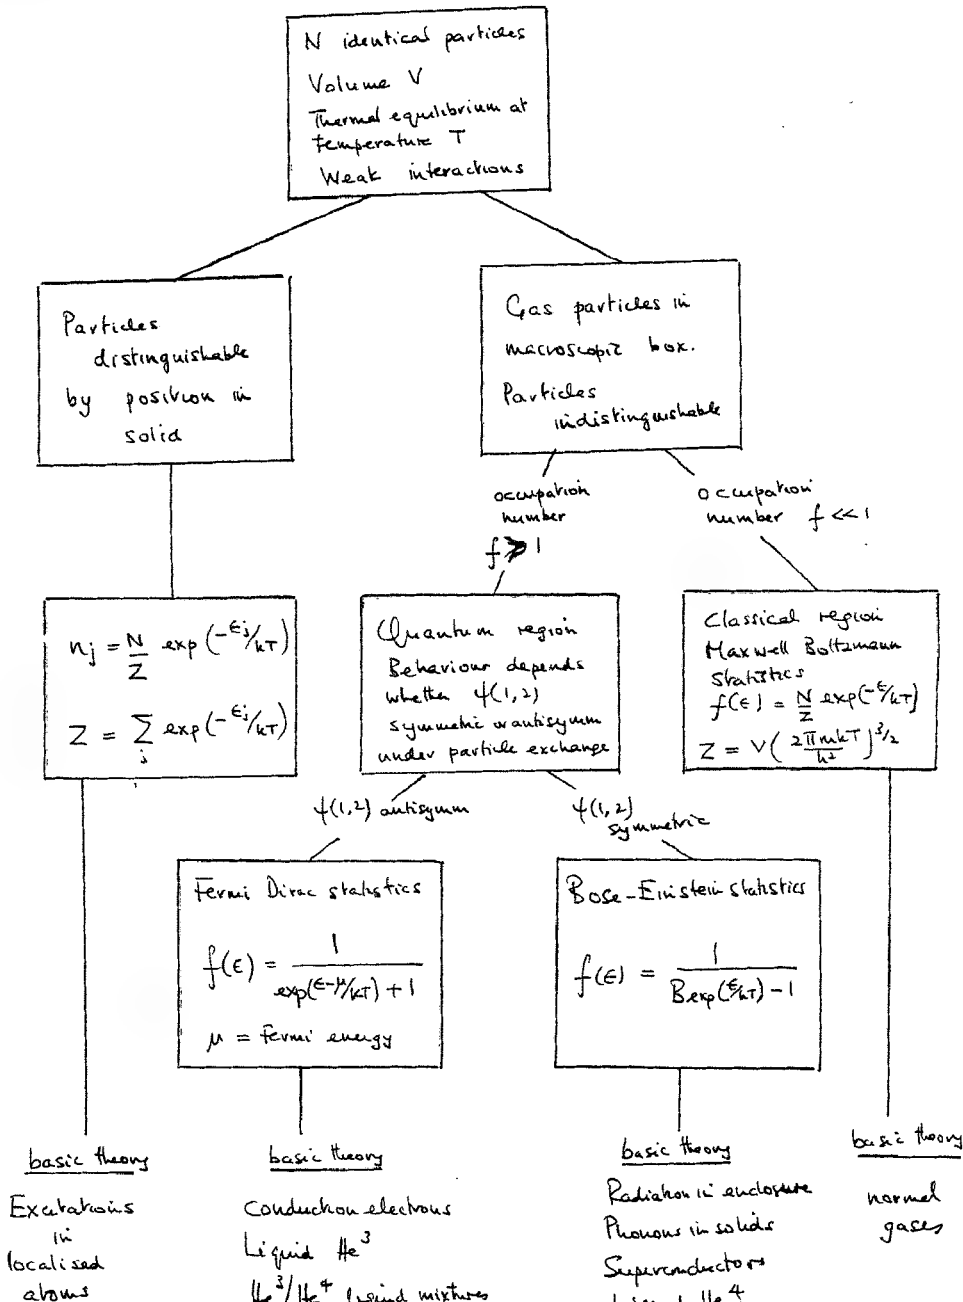 N identical particles
Volume V
Thermal equilibrium at
temperature T
Weak interactions
Particles
distinguishable
by position in
solid
Gas particles in
macroscopic box.
Particles
indistinguishable
occupation
number
f ⩾ 1
occupation
number f << 1
n_j = N/Z exp(-ε_j/kT)
Z = Σ_j exp(-ε_j/kT)
Quantum region
Behaviour depends
whether ψ(1,2)
symmetric or antisymm
under particle exchange
Classical region
Maxwell Boltzmann
Statistics
f(ε) = N/Z exp(-ε/kT)
Z = V(2πmkT/h²)^3/2
ψ(1,2) antisymm
ψ(1,2)
symmetric
Fermi Dirac statistics
f(ε) = 1/(exp(ε-μ/kT)+1)
μ = Fermi energy
Bose-Einstein statistics
f(ε) = 1/(B exp(ε/kT)-1)
basic theory
Excitations
in
localised
atoms
basic theory
Conduction electrons
Liquid He³
He³/He⁴ liquid mixtures
basic theory
Radiation in enclosure
Phonons in solids
Superconductors
Liquid He⁴
basic theory
normal
gases